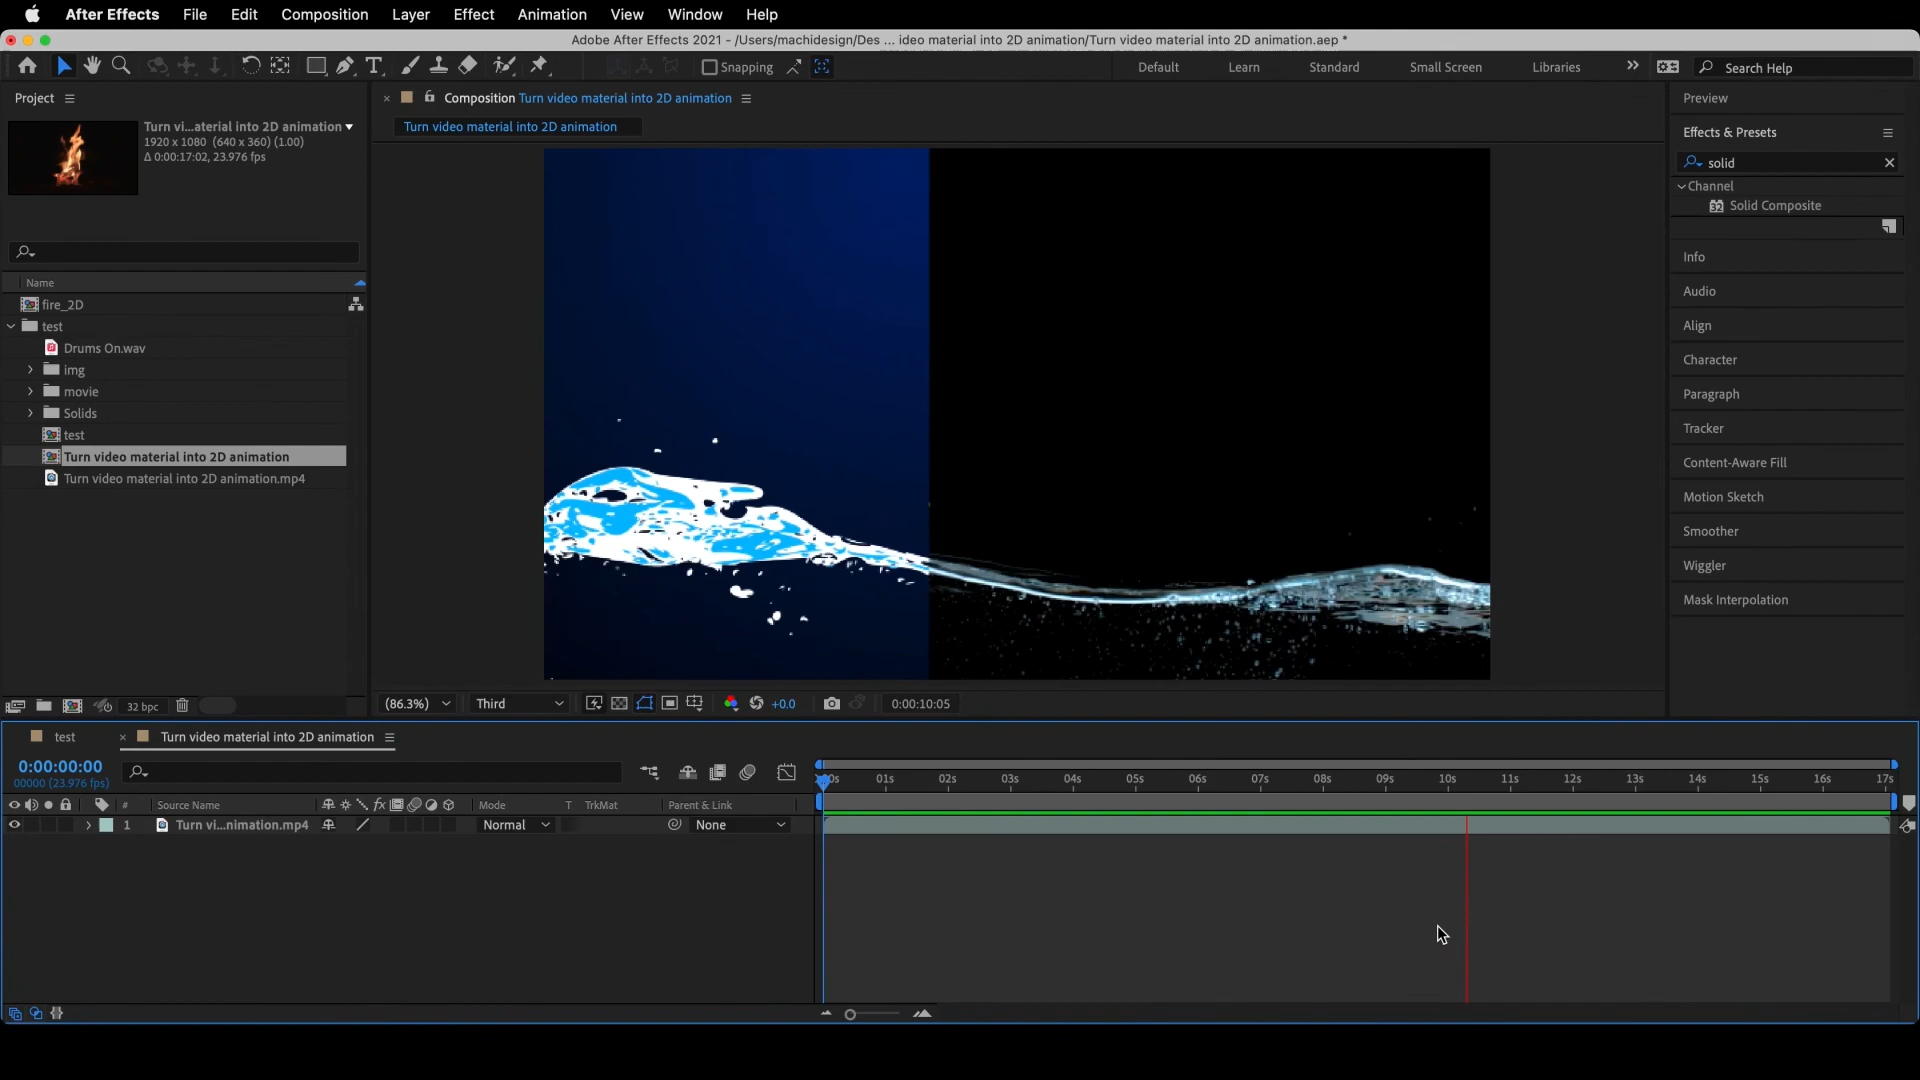 After Effects File Edit Composition Layer Effect Animation View Window Help
Adobe After Effects 2021 - /Users/machidesign/Des ... ideo material into 2D animation/Turn video material into 2D animation.aep *
Snapping Default Learn Standard Small Screen Libraries Search Help
Project
Turn vi...aterial into 2D animation
1920 x 1080 (640 x 360) (1.00)
Δ 0:00:17:02, 23.976 fps
Name
fire_2D
test
Drums On.wav
img
movie
Solids
test
Turn video material into 2D animation
Turn video material into 2D animation.mp4
32 bpc
Composition Turn video material into 2D animation
Turn video material into 2D animation
(86.3%) Third +0.0 0:00:10:05
Preview
Effects & Presets
solid
Channel
32 Solid Composite
Info
Audio
Align
Character
Paragraph
Tracker
Content-Aware Fill
Motion Sketch
Smoother
Wiggler
Mask Interpolation
test Turn video material into 2D animation
0:00:00:00
00000 (23.976 fps)
00s 01s 02s 03s 04s 05s 06s 07s 08s 09s 10s 11s 12s 13s 14s 15s 16s 17s
# Source Name fx Mode T TrkMat Parent & Link
1 Turn vi...nimation.mp4 Normal None